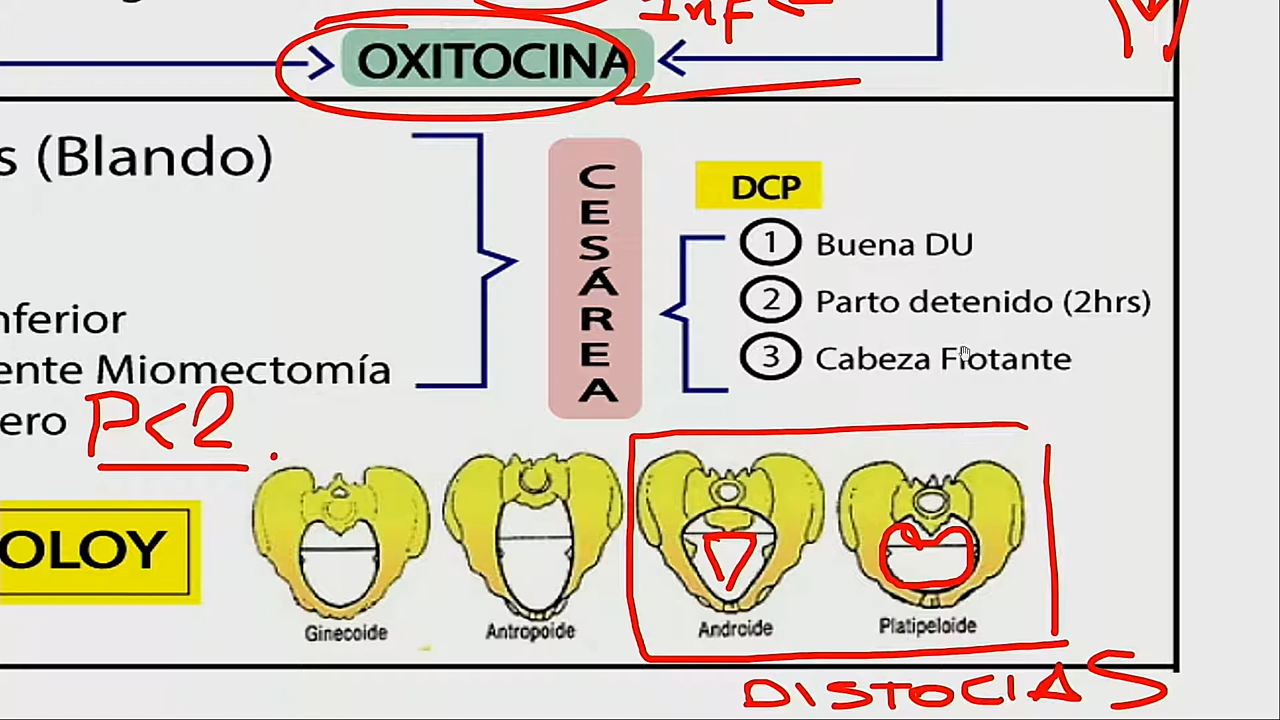 Inf
OXITOCINA
s (Blando)
CESÁREA
DCP
1 Buena DU
2 Parto detenido (2hrs)
3 Cabeza Flotante
nferior
ente Miomectomía
ero P<2
OLOY
Ginecoide
Antropoide
Androide
Platipeloide
DISTOCIAS